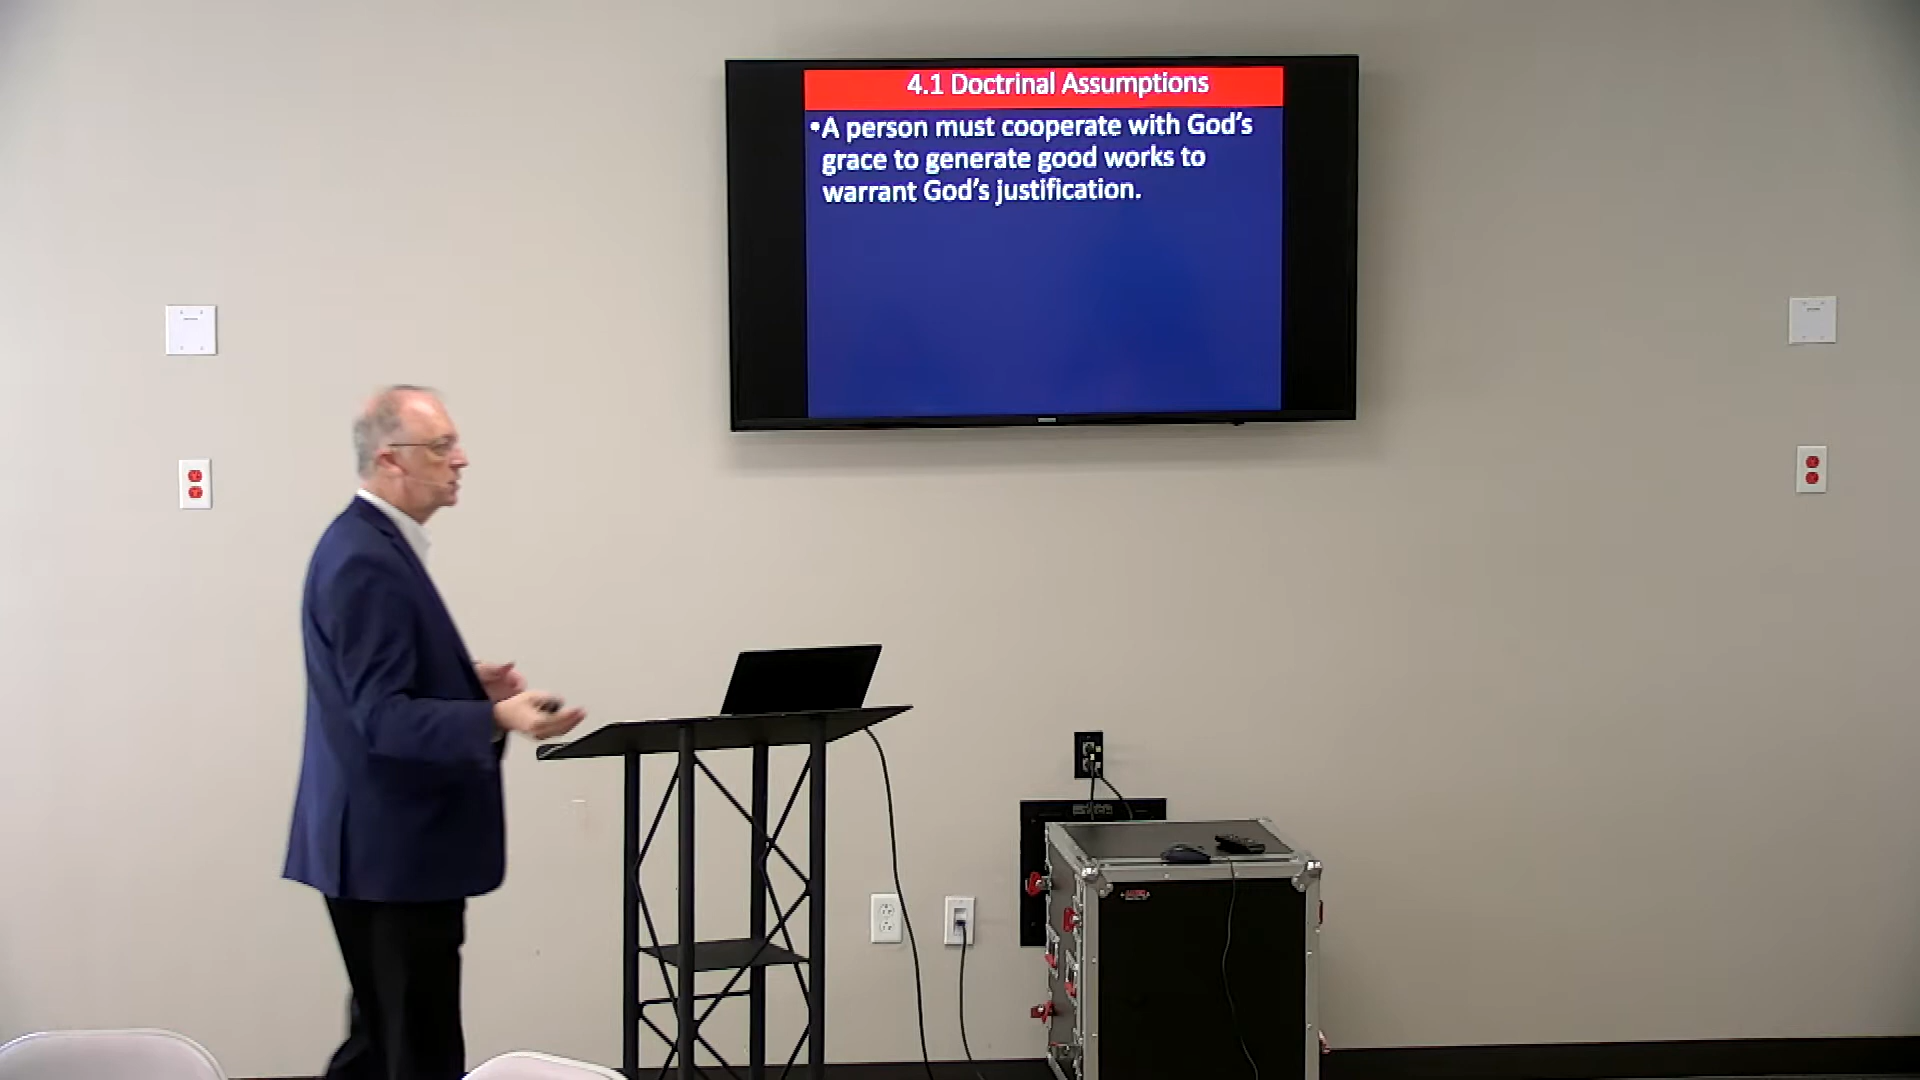 4.1 Doctrinal Assumptions
•A person must cooperate with God's
grace to generate good works to
warrant God's justification.